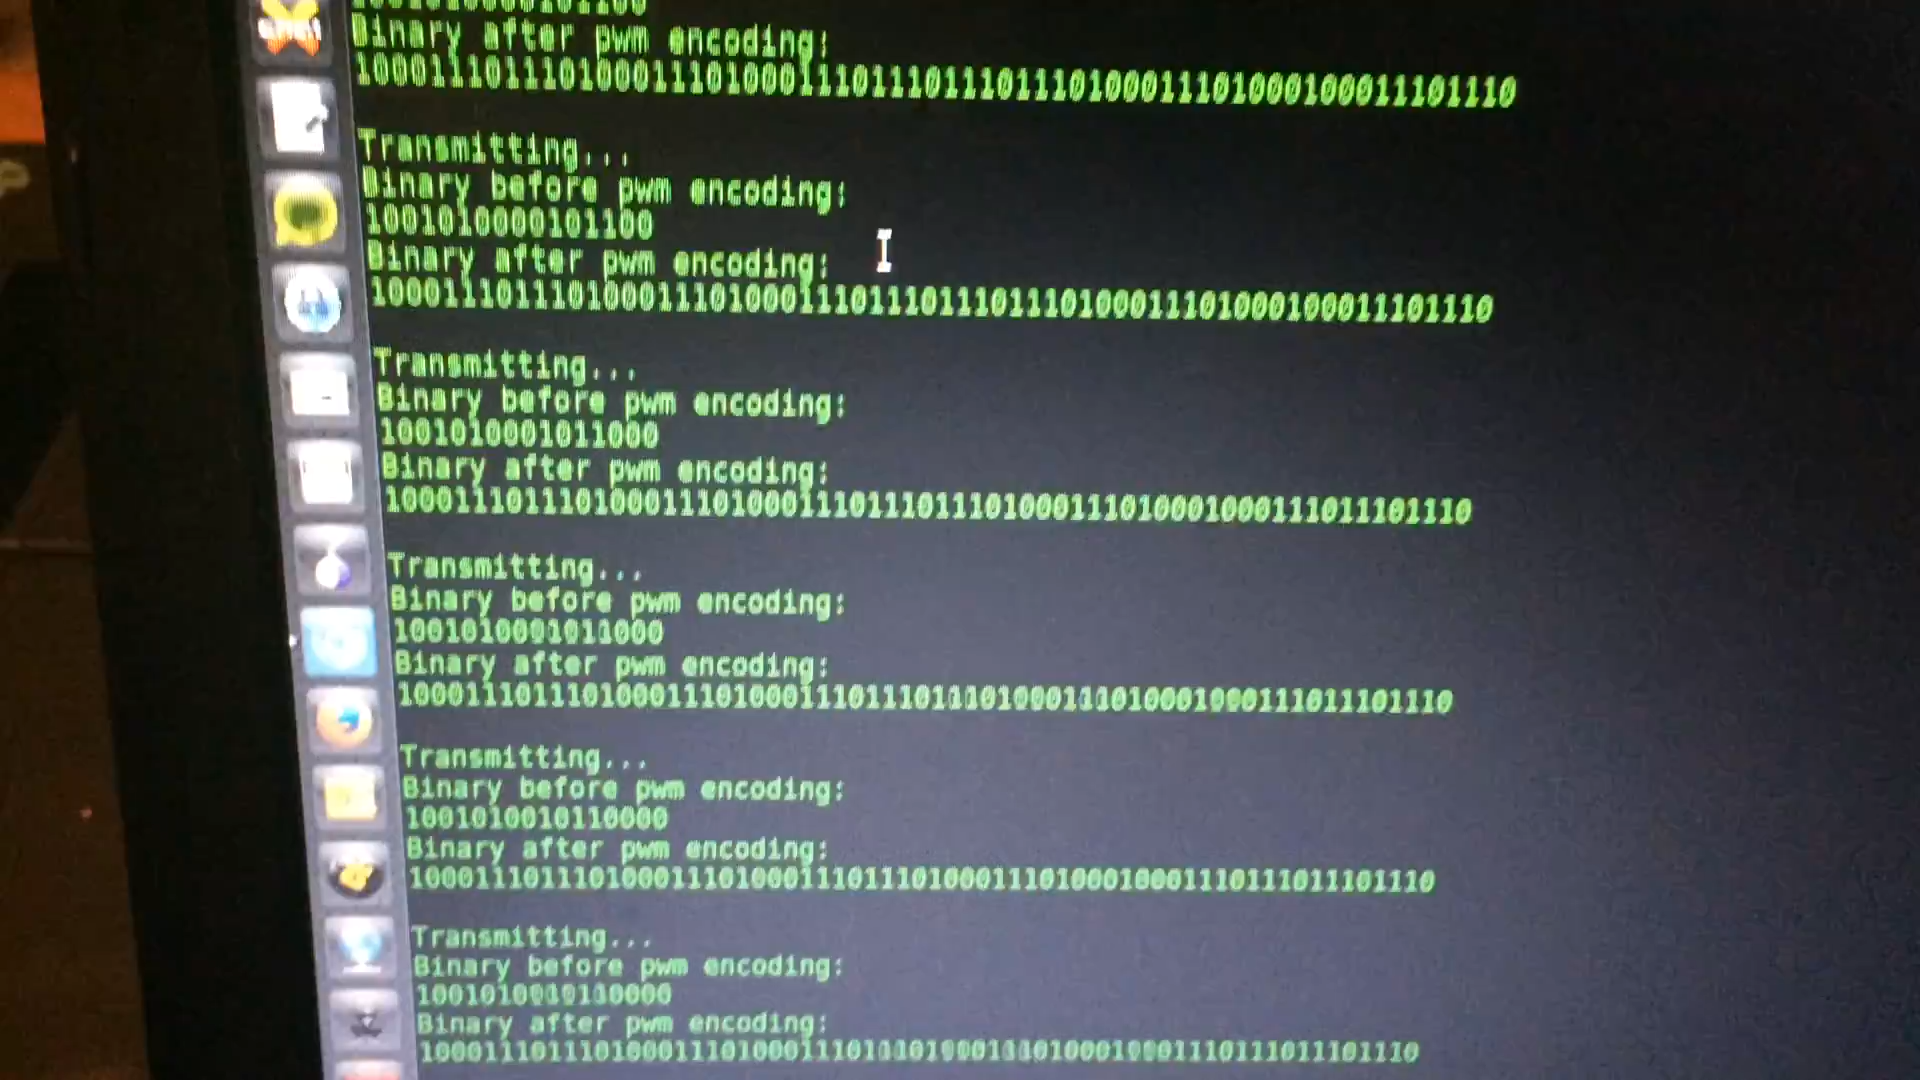 1001010000101100
Binary after pwm encoding:
1000111011101000111010001110111011101110100011101000100011101110
Transmitting...
Binary before pwm encoding:
1001010000101100
Binary after pwm encoding:
1000111011101000111010001110111011101110100011101000100011101110
Transmitting...
Binary before pwm encoding:
1001010001011000
Binary after pwm encoding:
1000111011101000111010001110111011101000111010001000111011101110
Transmitting...
Binary before pwm encoding:
1001010001011000
Binary after pwm encoding:
1000111011101000111010001110111011101000111010001000111011101110
Transmitting...
Binary before pwm encoding:
1001010010110000
Binary after pwm encoding:
1000111011101000111010001110111010001110100010001110111011101110
Transmitting...
Binary before pwm encoding:
1001010010110000
Binary after pwm encoding:
1000111011101000111010001110111010001110100010001110111011101110